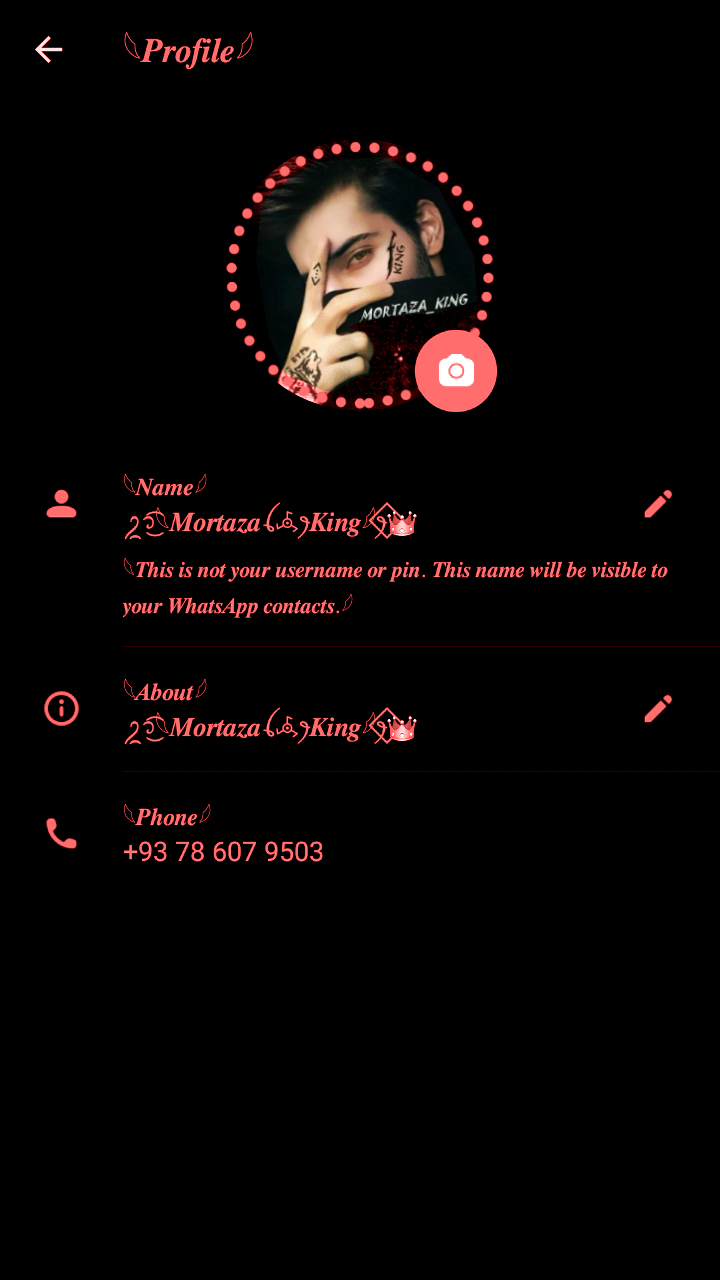 Profile
KING
MORTAZA_KING
Name
Mortaza King 👑
This is not your username or pin. This name will be visible to
your WhatsApp contacts.
About
Mortaza King 👑
Phone
+93 78 607 9503